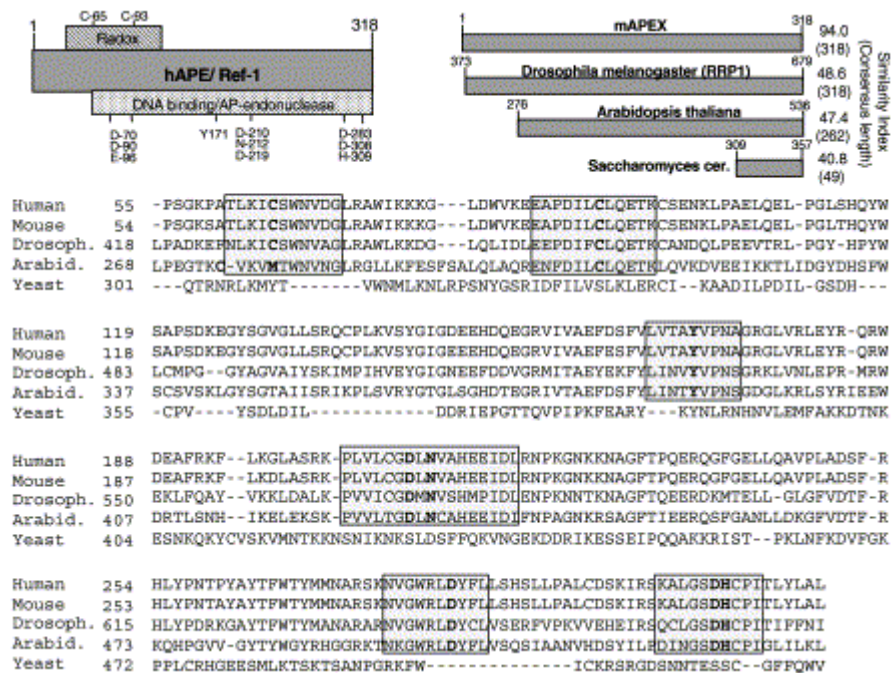 C-65 C-93
1 318
Redox
hAPE/ Ref-1
DNA binding/AP-endonuclease
D-70 Y171 D-210 D-283
D-90 N-212 D-308
E-96 D-219 H-309
1 318
mAPEX
94.0
(318)
373 679
Drosophila melanogaster (RRP1)
48.6
(318)
276 536
Arabidopsis thaliana
47.4
(262)
309 357
Saccharomyces cer.
40.8
(49)
Similarity Index
(Consensus length)
Human 55 -PSGKPATLKICSWNVDGLRAWIKKKG---LDWVKEEAPDILCLQETKCSENKLPAELQEL-PGLSHQYW
Mouse 54 -PSGKSATLKICSWNVDGLRAWIKKKG---LDWVKEEAPDILCLQETKCSENKLPAELQEL-PGLTHQYW
Drosoph. 418 LPADKEFNLKICSWNVAGLRAWLKKDG---LQLIDLEEPDIFCLQETKCANDQLPEEVTRL-PGY-HPYW
Arabid. 268 LPEGTKC-VKVMTWNVNGLRGLLKFESFSALQLAQRENFDILCLQETKLQVKDVEEIKKTLIDGYDHSFW
Yeast 301 --QTRNRLKMYT------VWNMLKNLRPSNYGSRIDFILVSLKLERCI--KAADILPDIL-GSDH--
Human 119 SAPSDKEGYSGVGLLSRQCPLKVSYGIGDEEHDQEGRVIVAEFDSFVLVTAYVPNAGRGLVRLEYR-QRW
Mouse 118 SAPSDKEGYSGVGLLSRQCPLKVSYGIGEEEHDQEGRVIVAEFESFVLVTAYVPNAGRGLVRLEYR-QRW
Drosoph. 483 LCMPG---GYAGVAIYSKIMPIHVEYGIGNEEFDDVGRMITAEYEKFYLINVYVPNSGRKLVNLEPR-MRW
Arabid. 337 SCSVSKLGYSGTAIISRIKPLSVRYGTGLSGHDTEGRIVTAEFDSFYLINTYVPNSGDGLKRLSYRIEEW
Yeast 355 --CPV----YSDLDIL------------DDRIEPGTTQVPIPKFEARY---KYNLRNHNVLEMFAKKDTNK
Human 188 DEAFRKF--LKGLASRK-PLVLCGDLNVAHEEIDLRNPKGNKKNAGFTPQERQGFGELLQAVPLADSF-R
Mouse 187 DEAFRKF--LKDLASRK-PLVLCGDLNVAHEEIDLRNPKGNKKNAGFTPQERQGFGELLQAVPLADSF-R
Drosoph. 550 EKLFQAY--VKKLDALK-PVVICGDMNVSHMPIDLENPKNNTKNAGFTQEERDKMTELL-GLGFVDTF-R
Arabid. 407 DRTLSNH--IKELEKSK-PVVLTGDLNCAHEEIDLFNPAGNKRSAGFTIEERQSFGANLLDKGFVDTF-R
Yeast 404 ESNKQKYCVSKVMNTKKNSNIKNKSLDSFFQKVNGEKDDRIKESSEIPQQAKKRIST--PKLNFKDVFGK
Human 254 HLYPNTPYAYTFWTYMMNARSKNVGWRLDYFLLSHSLLPALCDSKIRSKALGSDHCPITLYLAL
Mouse 253 HLYPNTAYAYTFWTYMMNARSKNVGWRLDYFLLSHSLLPALCDSKIRSKALGSDHCPITLYLAL
Drosoph. 615 HLYPDRKGAYTFWTYMANARARNVGWRLDYCLVSERFVPKVVEHEIRSQCLGSDHCPITIFFNI
Arabid. 473 KQHPGVV-GYTYWGYRHGGRKTNKGWRLDYFLVSQSIAANVHDSYILPDINGSDHCPIGLILKL
Yeast 472 PPLCRHGEESMLKTSKTSANPGRKFW--------------ICKRSRGDSNNTESSC--GFFQWV